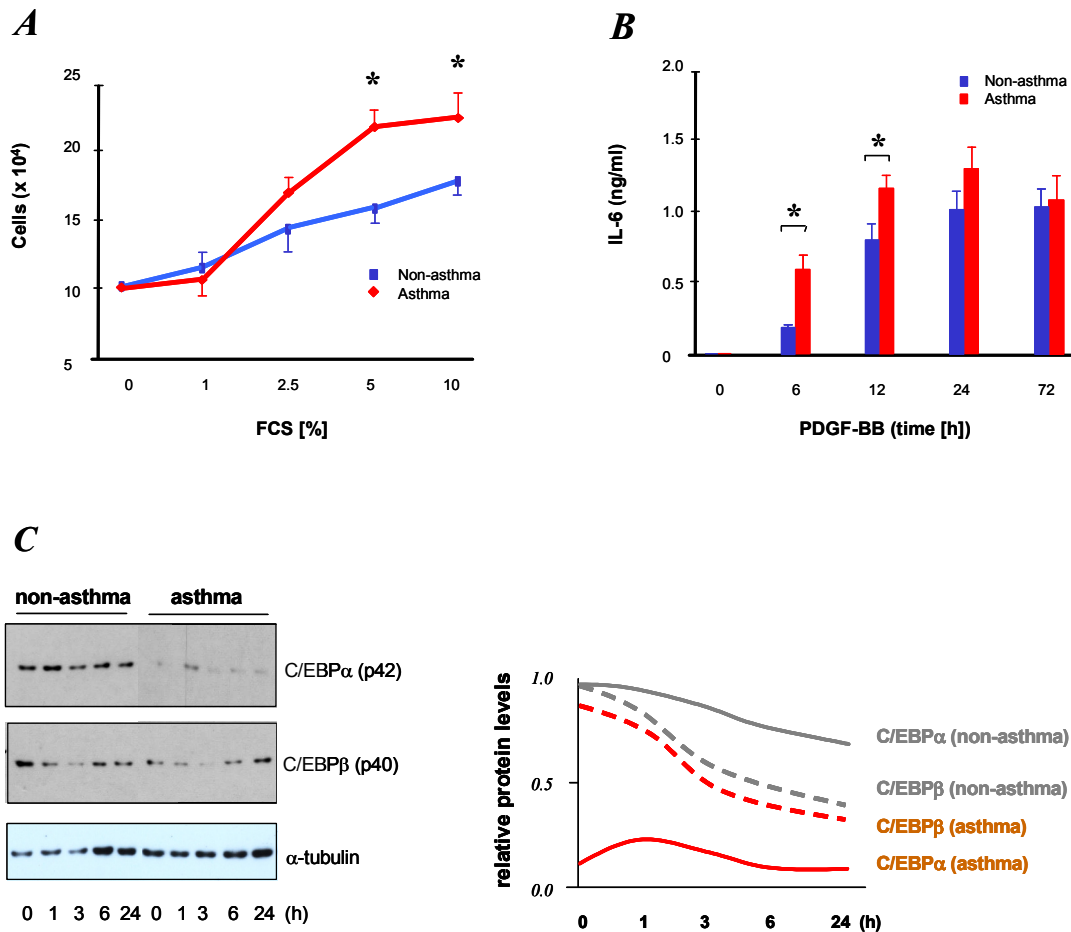 A
25
20
15
10
5
Cells (x 10⁴)
*
*
Non-asthma
Asthma
0 1 2.5 5 10
FCS [%]
B
2.0
1.5
1.0
0.5
0
IL-6 (ng/ml)
Non-asthma
Asthma
*
*
0 6 12 24 72
PDGF-BB (time [h])
C
non-asthma asthma
C/EBPα (p42)
C/EBPβ (p40)
α-tubulin
0 1 3 6 24 0 1 3 6 24 (h)
relative protein levels
1.0
0.5
0.0
C/EBPα (non-asthma)
C/EBPβ (non-asthma)
C/EBPβ (asthma)
C/EBPα (asthma)
0 1 3 6 24 (h)